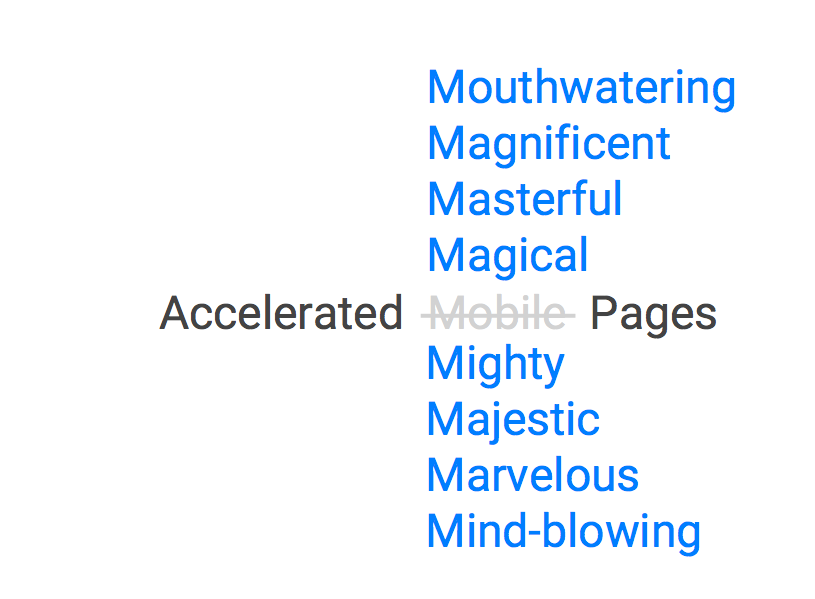 Mouthwatering
Magnificent
Masterful
Magical
Accelerated Mobile Pages
Mighty
Majestic
Marvelous
Mind-blowing